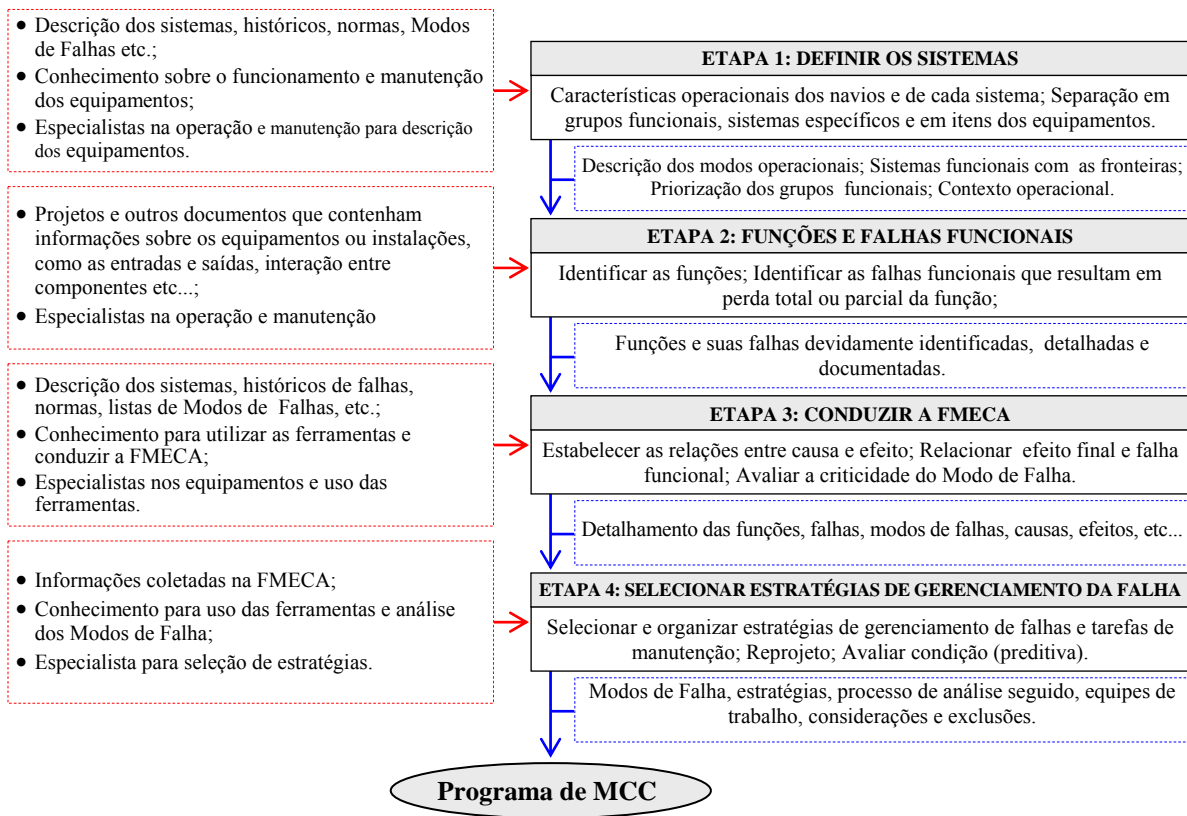 • Descrição dos sistemas, históricos, normas, Modos
de Falhas etc.;
• Conhecimento sobre o funcionamento e manutenção
dos equipamentos;
• Especialistas na operação e manutenção para descrição
dos equipamentos.
ETAPA 1: DEFINIR OS SISTEMAS
Características operacionais dos navios e de cada sistema; Separação em
grupos funcionais, sistemas específicos e em itens dos equipamentos.
Descrição dos modos operacionais; Sistemas funcionais com as fronteiras;
Priorização dos grupos funcionais; Contexto operacional.
• Projetos e outros documentos que contenham
informações sobre os equipamentos ou instalações,
como as entradas e saídas, interação entre
componentes etc...;
• Especialistas na operação e manutenção
ETAPA 2: FUNÇÕES E FALHAS FUNCIONAIS
Identificar as funções; Identificar as falhas funcionais que resultam em
perda total ou parcial da função;
Funções e suas falhas devidamente identificadas, detalhadas e
documentadas.
• Descrição dos sistemas, históricos de falhas,
normas, listas de Modos de Falhas, etc.;
• Conhecimento para utilizar as ferramentas e
conduzir a FMECA;
• Especialistas nos equipamentos e uso das
ferramentas.
ETAPA 3: CONDUZIR A FMECA
Estabelecer as relações entre causa e efeito; Relacionar efeito final e falha
funcional; Avaliar a criticidade do Modo de Falha.
Detalhamento das funções, falhas, modos de falhas, causas, efeitos, etc...
• Informações coletadas na FMECA;
• Conhecimento para uso das ferramentas e análise
dos Modos de Falha;
• Especialista para seleção de estratégias.
ETAPA 4: SELECIONAR ESTRATÉGIAS DE GERENCIAMENTO DA FALHA
Selecionar e organizar estratégias de gerenciamento de falhas e tarefas de
manutenção; Reprojeto; Avaliar condição (preditiva).
Modos de Falha, estratégias, processo de análise seguido, equipes de
trabalho, considerações e exclusões.
Programa de MCC